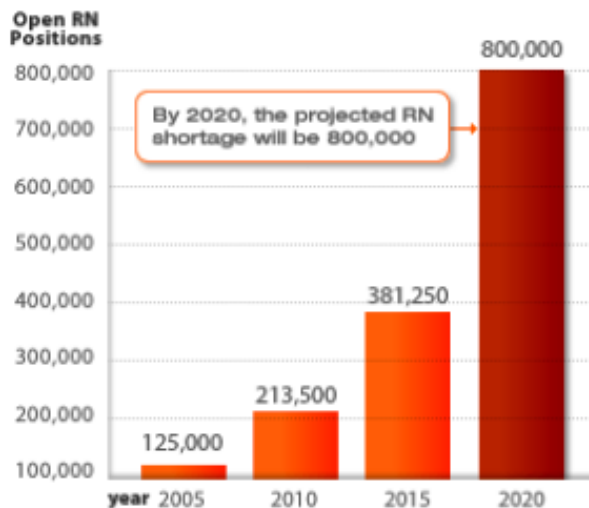 Open RN
Positions
800,000
800,000
By 2020, the projected RN
shortage will be 800,000
700,000
600,000
500,000
400,000
381,250
300,000
213,500
200,000
125,000
100,000
year 2005 2010 2015 2020